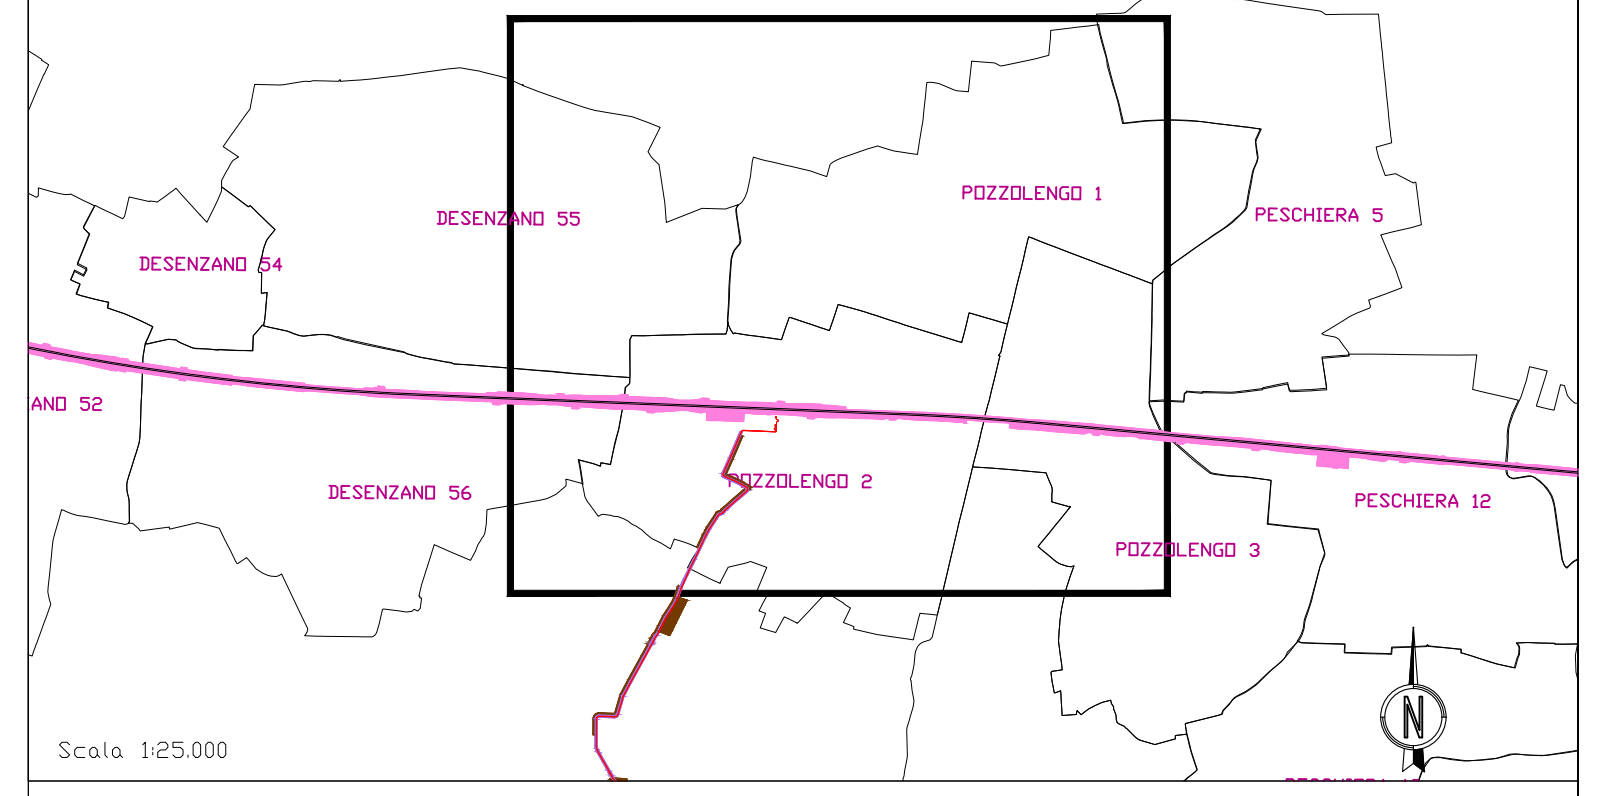 POZZOLENGO 1
DESENZANO 55
PESCHIERA 5
DESENZANO 54
ANO 52
POZZOLENGO 2
DESENZANO 56
PESCHIERA 12
POZZOLENGO 3
N
Scala 1:25.000